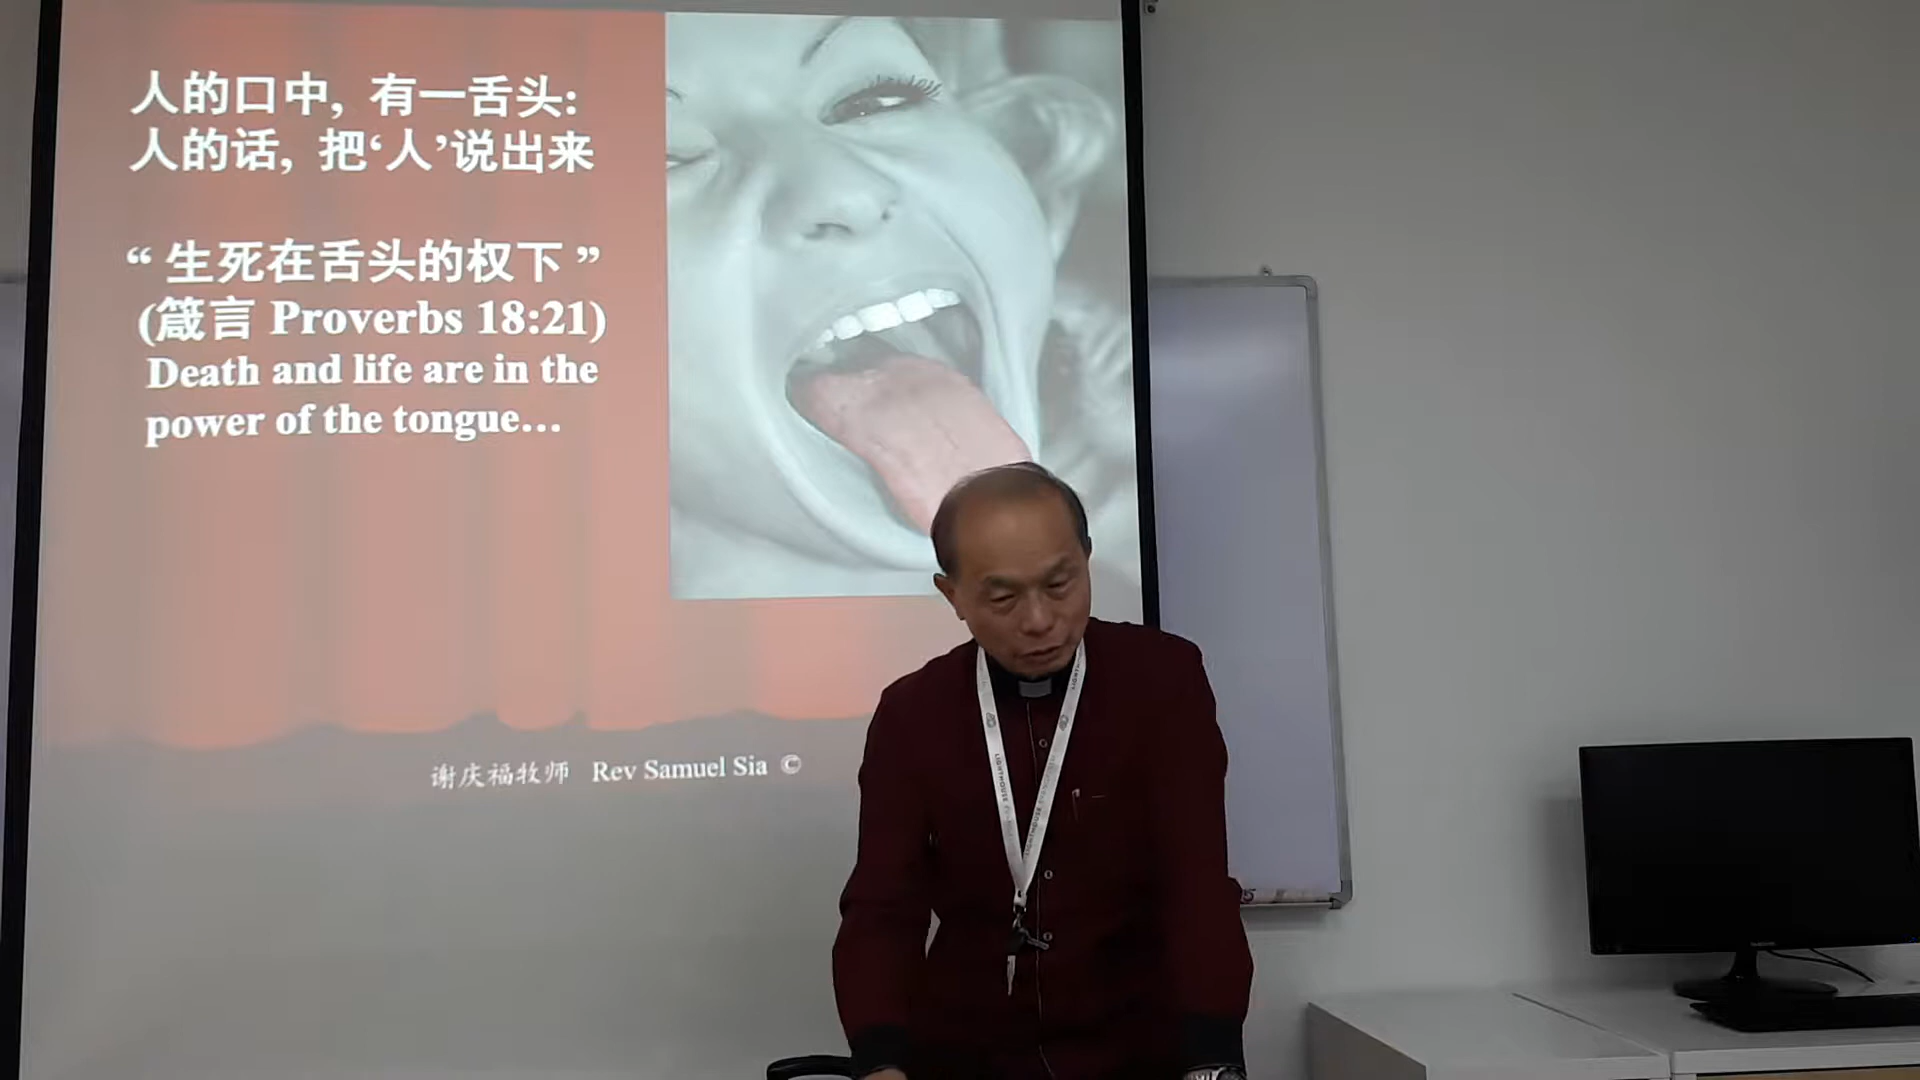 人的口中, 有一舌头:
人的话, 把‘人’说出来
“ 生死在舌头的权下 ”
(箴言 Proverbs 18:21)
Death and life are in the
power of the tongue...
谢庆福牧师 Rev Samuel Sia ©
LIGHTHOUSE